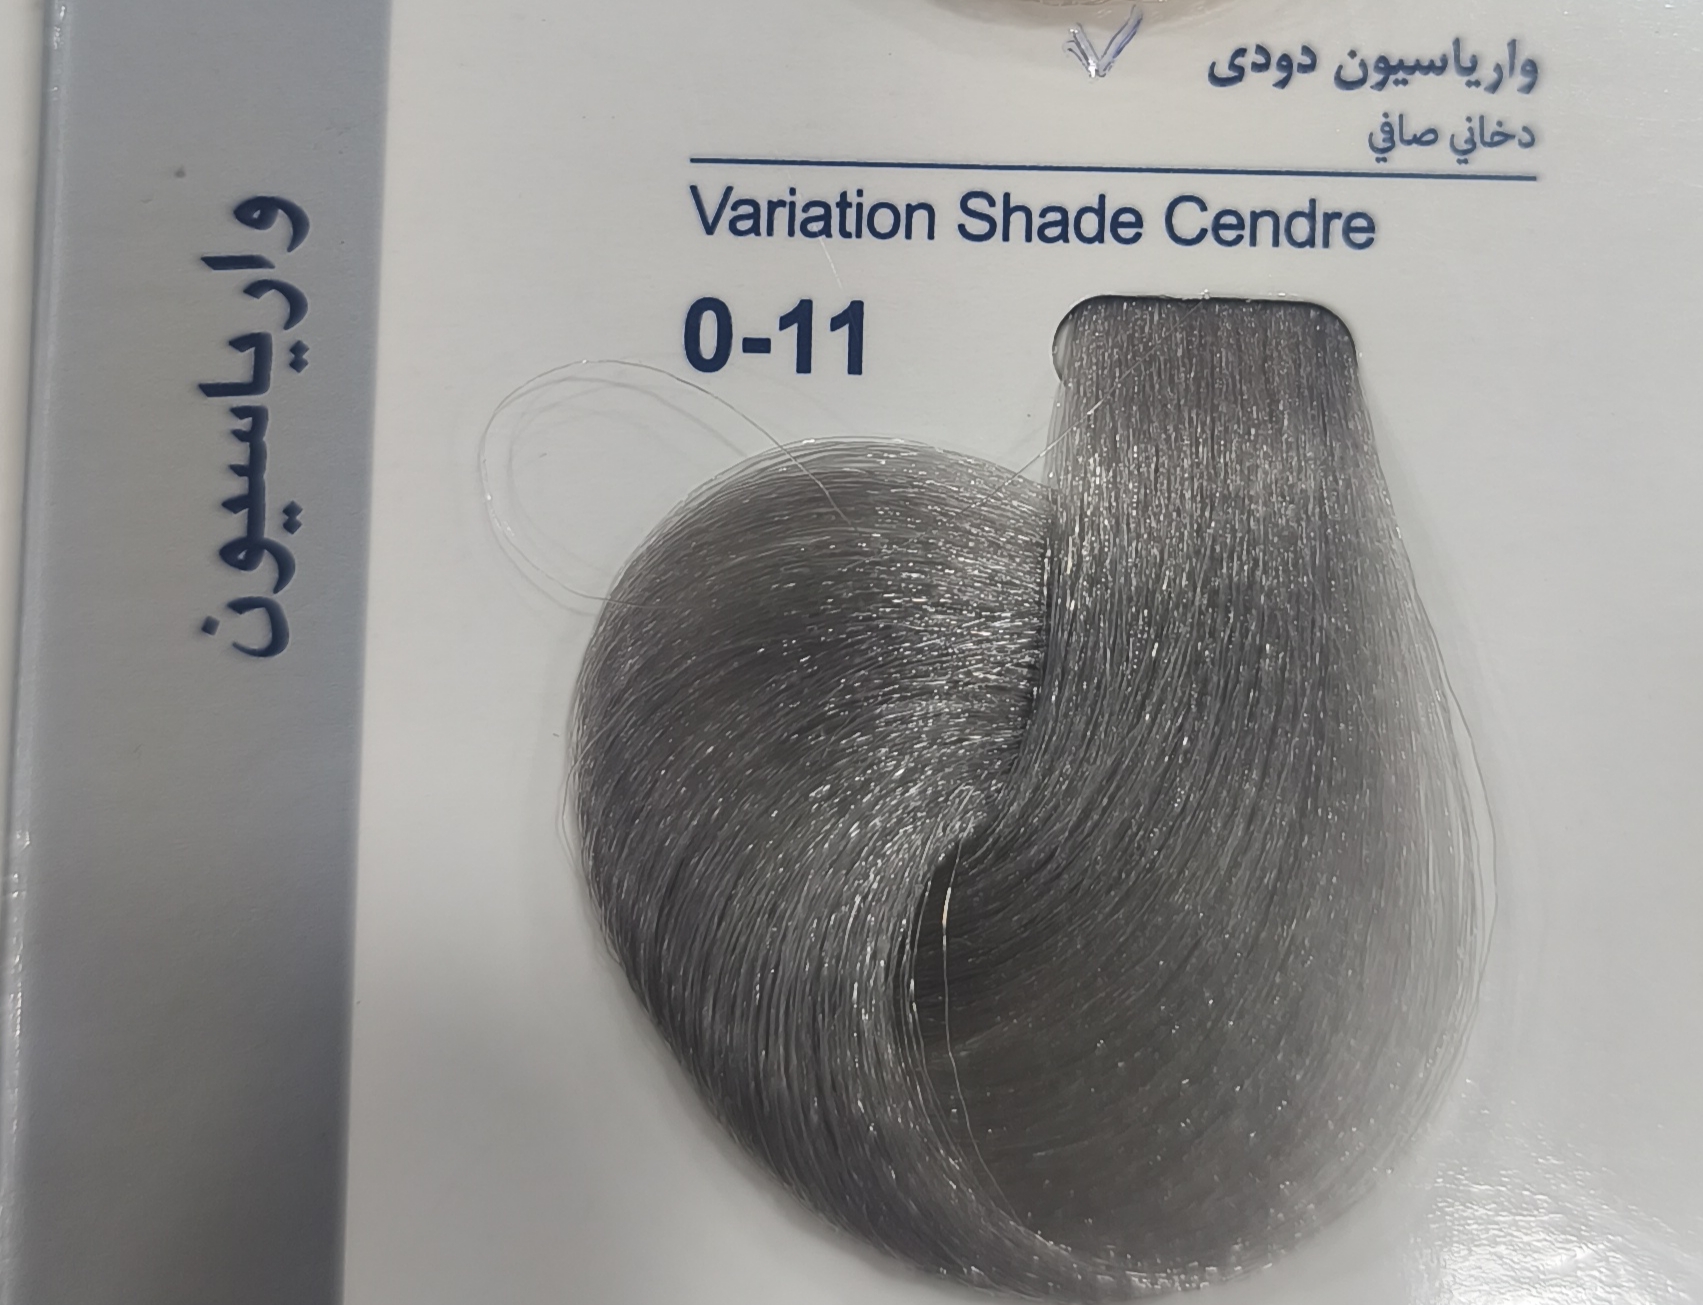 واریاسیون دودی
دخاني صافي
Variation Shade Cendre
0-11
واریاسیون